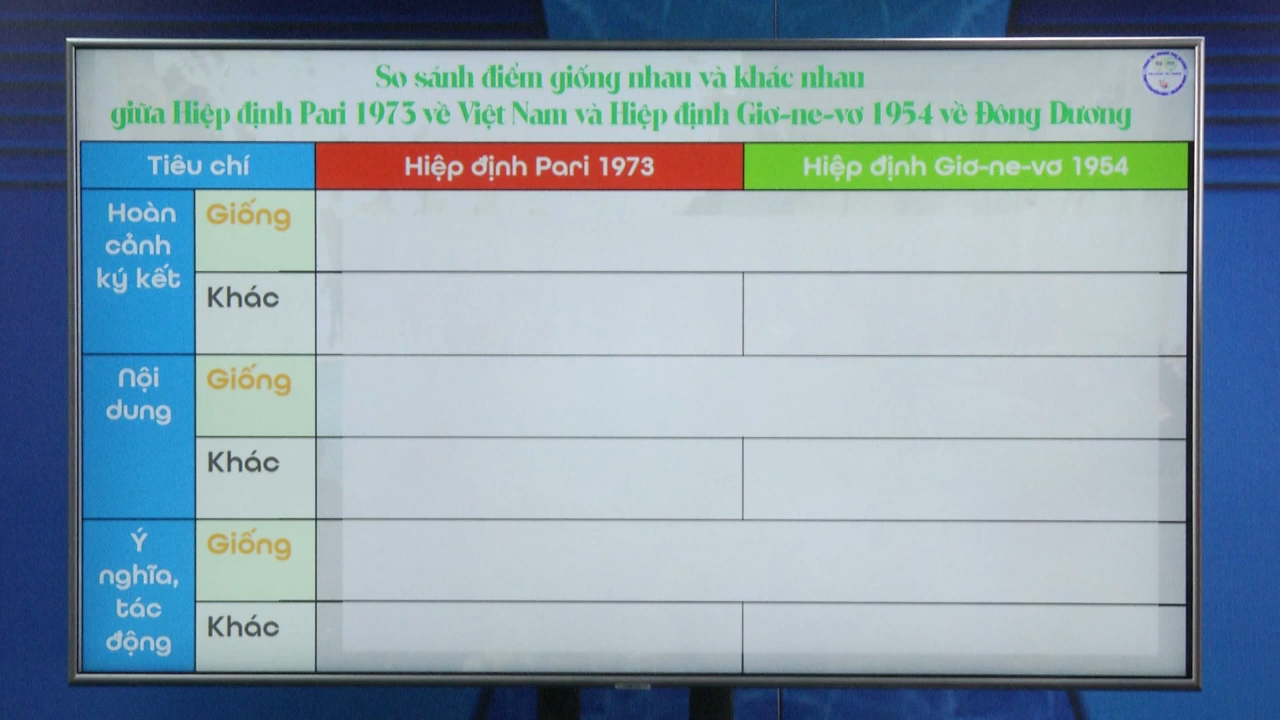 So sánh điểm giống nhau và khác nhau
giữa Hiệp định Pari 1973 về Việt Nam và Hiệp định Giơ-ne-vơ 1954 về Đông Dương
Tiêu chí
Hiệp định Pari 1973
Hiệp định Giơ-ne-vơ 1954
Hoàn
cảnh
ký kết
Giống
Khác
Nội
dung
Giống
Khác
Ý
nghĩa,
tác
động
Giống
Khác